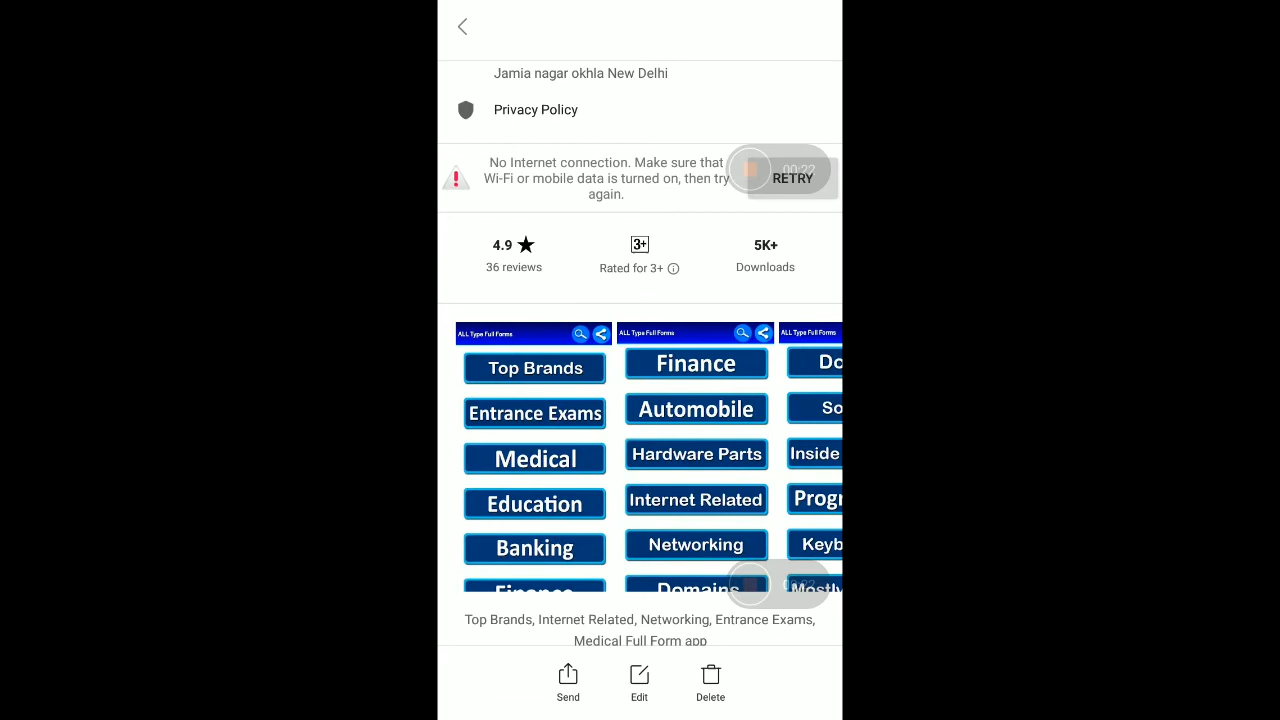 Jamia nagar okhla New Delhi
Privacy Policy
No Internet connection. Make sure that
Wi-Fi or mobile data is turned on, then try
again.
00:22
RETRY
4.9 ★
3+
5K+
36 reviews
Rated for 3+
Downloads
ALL Type Full Forms
Top Brands
Entrance Exams
Medical
Education
Banking
Finance
ALL Type Full Forms
Finance
Automobile
Hardware Parts
Internet Related
Networking
Domains
ALL Type Full Forms
Do
So
Inside
Progr
Keyb
Mostly
00:22
Top Brands, Internet Related, Networking, Entrance Exams,
Medical Full Form app
Send
Edit
Delete